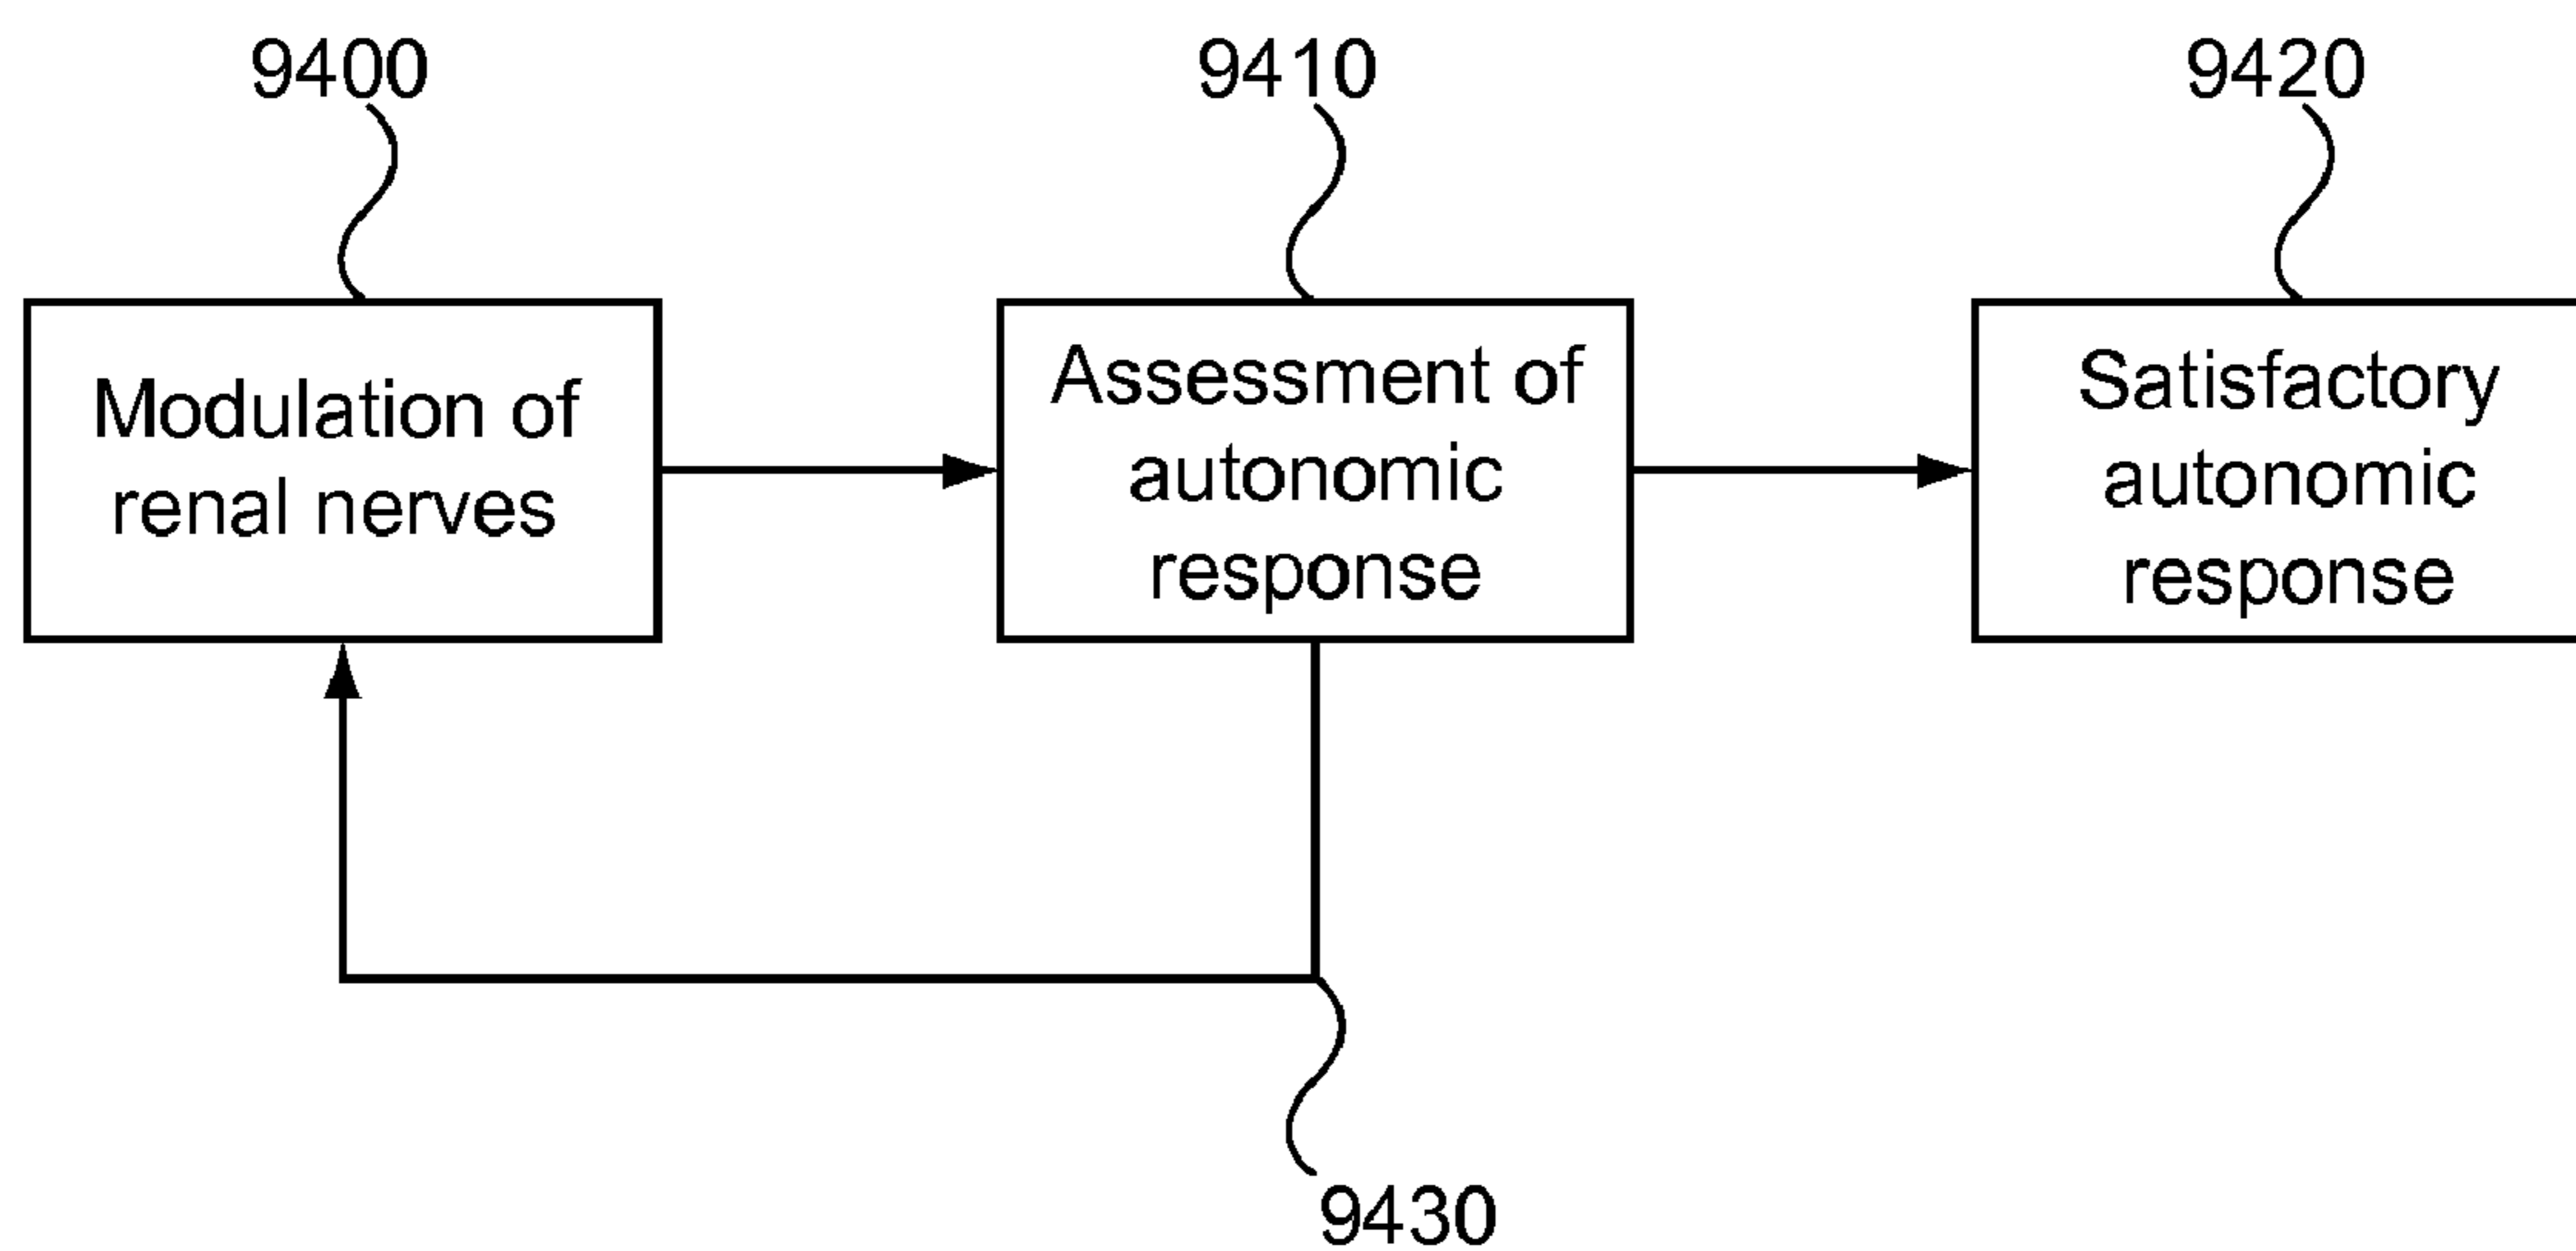 9400
9410
9420
Modulation of
renal nerves
Assessment of
autonomic
response
Satisfactory
autonomic
response
9430